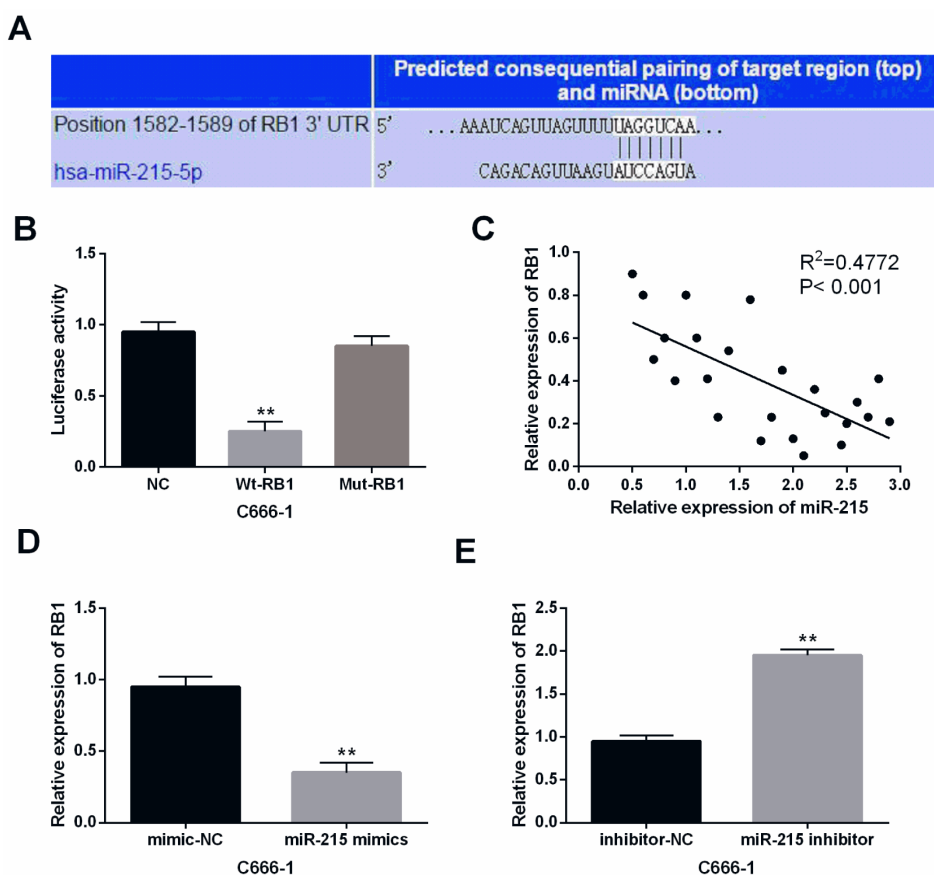 A
Predicted consequential pairing of target region (top)
and miRNA (bottom)
Position 1582-1589 of RB1 3' UTR 5' ...AAAUCAGUUAGUUUUUAGGUCAA...
hsa-miR-215-5p 3' CAGACAGUUAAGUAUCCAGUA
B
Luciferase activity
1.5
1.0
0.5
0.0
**
NC Wt-RB1 Mut-RB1
C666-1
C
Relative expression of RB1
1.0
0.8
0.6
0.4
0.2
0.0
R²=0.4772
P< 0.001
0.0 0.5 1.0 1.5 2.0 2.5 3.0
Relative expression of miR-215
D
Relative expression of RB1
1.5
1.0
0.5
0.0
**
mimic-NC miR-215 mimics
C666-1
E
Relative expression of RB1
2.5
2.0
1.5
1.0
0.5
0.0
**
inhibitor-NC miR-215 inhibitor
C666-1